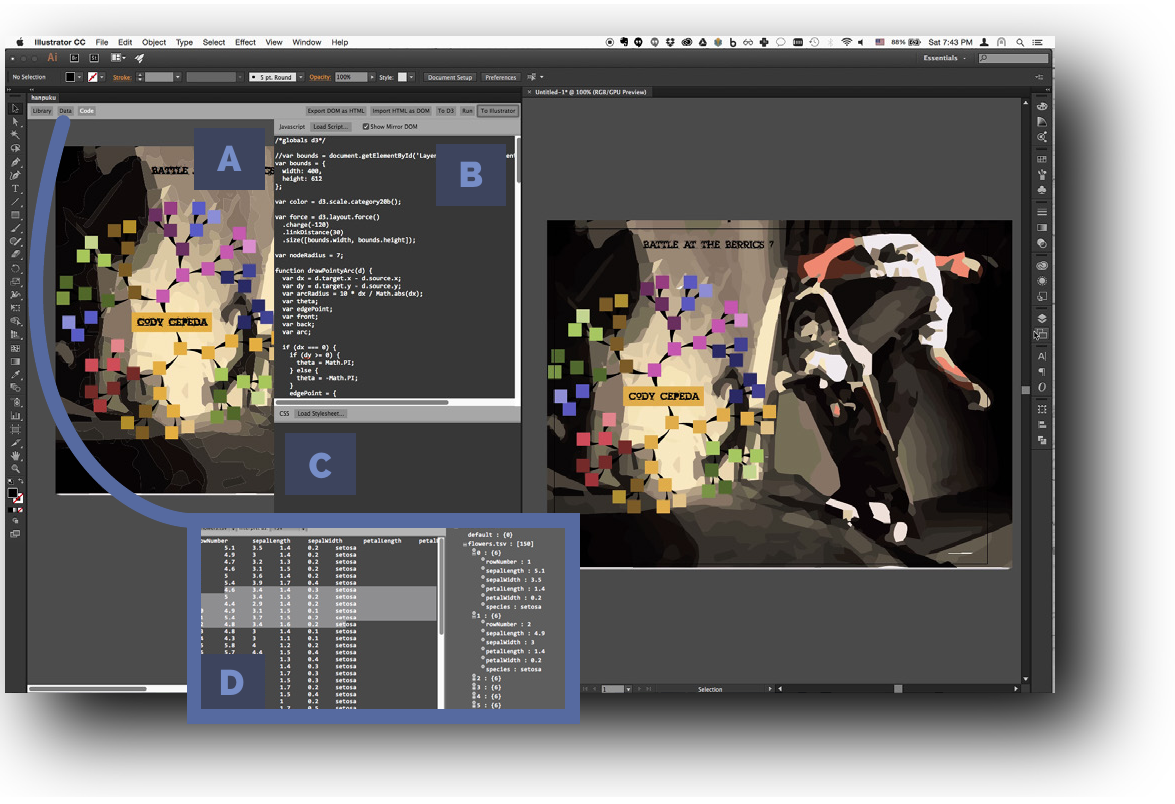 Illustrator CC File Edit Object Type Select Effect View Window Help
88% Sat 7:43 PM
Ai Br St Essentials
No Selection Stroke: 5 pt. Round Opacity: 100% Style: Document Setup Preferences
hanpuku
Untitled-1* @ 100% (RGB/GPU Preview)
Library Data Code Export DOM as HTML Import HTML as DOM To D3 Run To Illustrator
Javascript Load Script... Show Mirror DOM
A
BATTLE A
B
/*globals d3*/
//var bounds = document.getElementById('Laye
var bounds = {
width: 400,
height: 612
};
var color = d3.scale.category20b();
var force = d3.layout.force()
.charge(-120)
.linkDistance(30)
.size([bounds.width, bounds.height]);
var nodeRadius = 7;
function drawPointyArc(d) {
var dx = d.target.x - d.source.x;
var dy = d.target.y - d.source.y;
var arcRadius = 10 * dx / Math.abs(dx);
var theta;
var edgePoint;
var front;
var back;
var arc;
if (dx === 0) {
if (dy >= 0) {
theta = Math.PI;
} else {
theta = -Math.PI;
}
edgePoint = {
CODY CEPEDA
CSS Load Stylesheet...
C
BATTLE AT THE BERRICS 7
CODY CEPEDA
1 Selection
D
owNumber sepalLength sepalWidth petalLength petal
5.1 3.5 1.4 0.2 setosa
4.9 3 1.4 0.2 setosa
4.7 3.2 1.3 0.2 setosa
4.6 3.1 1.5 0.2 setosa
5 3.6 1.4 0.2 setosa
5.4 3.9 1.7 0.4 setosa
4.6 3.4 1.4 0.3 setosa
5 3.4 1.5 0.2 setosa
4.4 2.9 1.4 0.2 setosa
4.9 3.1 1.5 0.1 setosa
5.4 3.7 1.5 0.2 setosa
4.8 3.4 1.6 0.2 setosa
4.8 3 1.4 0.1 setosa
4.3 3 1.1 0.1 setosa
5.8 4 1.2 0.2 setosa
5.7 4.4 1.5 0.4 setosa
1.3 0.4 setosa
1.4 0.3 setosa
1.7 0.3 setosa
1.5 0.3 setosa
1.7 0.2 setosa
1.5 0.4 setosa
1 0.2 setosa
1.7 0.5 setosa
default : {0}
flowers.tsv : [150]
0 : {6}
rowNumber : 1
sepalLength : 5.1
sepalWidth : 3.5
petalLength : 1.4
petalWidth : 0.2
species : setosa
1 : {6}
rowNumber : 2
sepalLength : 4.9
sepalWidth : 3
petalLength : 1.4
petalWidth : 0.2
species : setosa
2 : {6}
3 : {6}
4 : {6}
5 : {6}